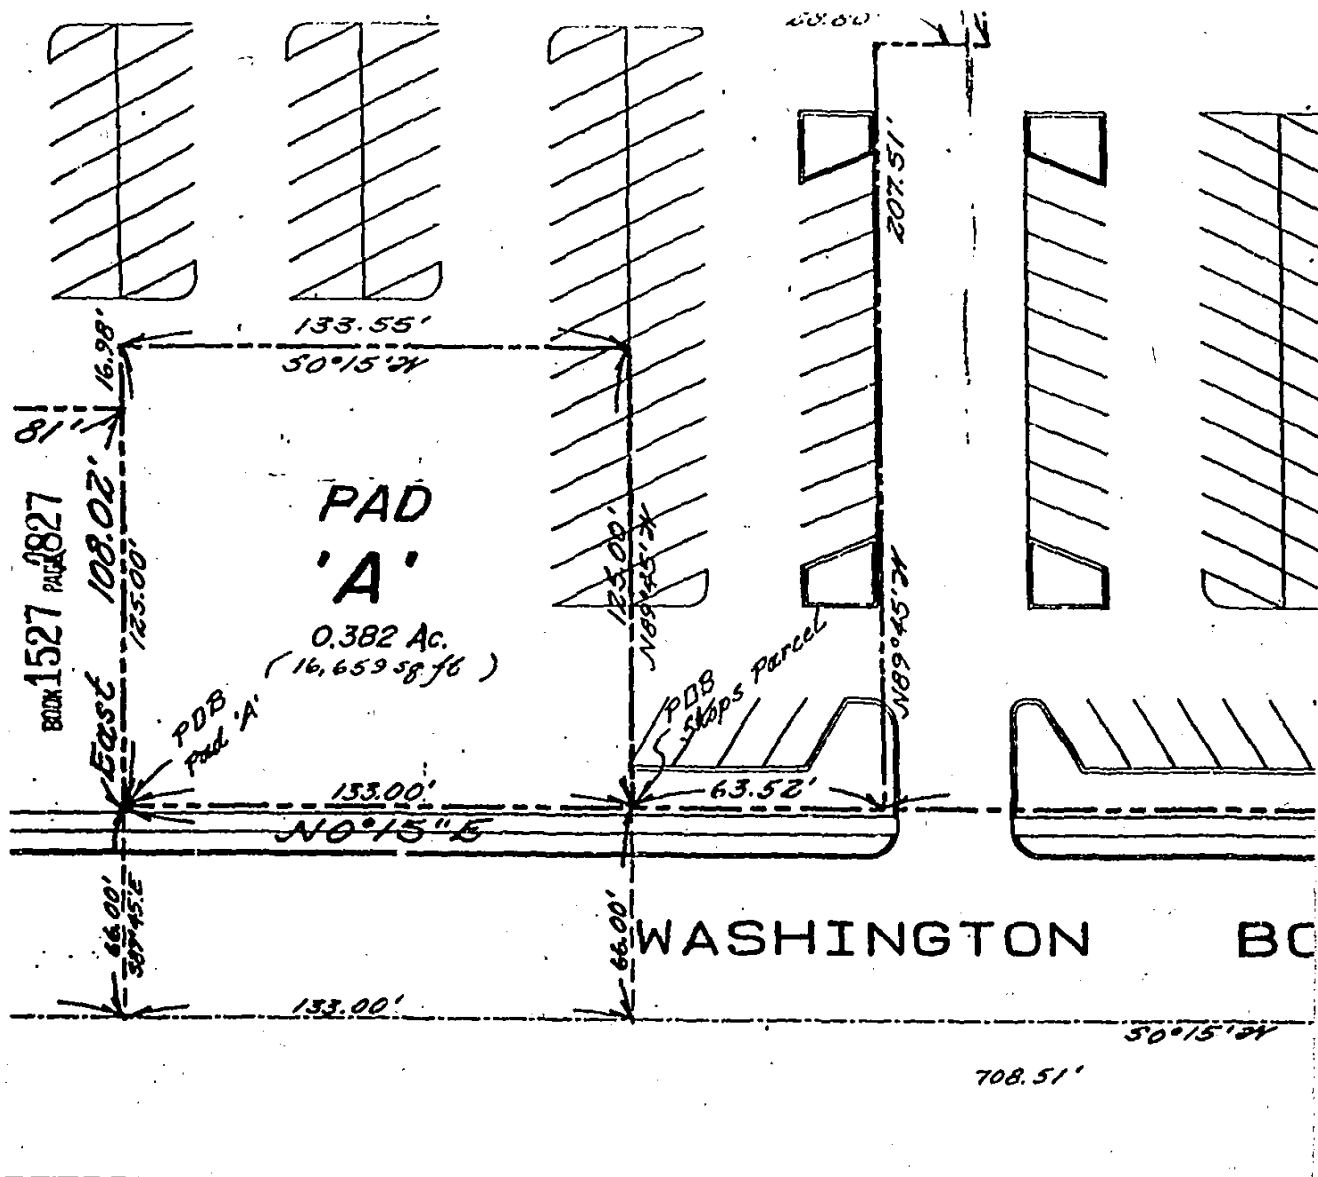 207.51'
133.55'
S0°15'W
16.98'
81'
108.02'
East
125.00'
BOOK 1527 PAGE 827
PAD
'A'
0.382 Ac.
(16,659 sq ft)
125.00'
N89°45'W
N89°45'W
POB
Pad 'A'
POB
Shops Parcel
133.00'
63.52'
N0°15"E
66.00'
S89°45'E
66.00'
WASHINGTON BO
133.00'
S0°15'W
708.51'